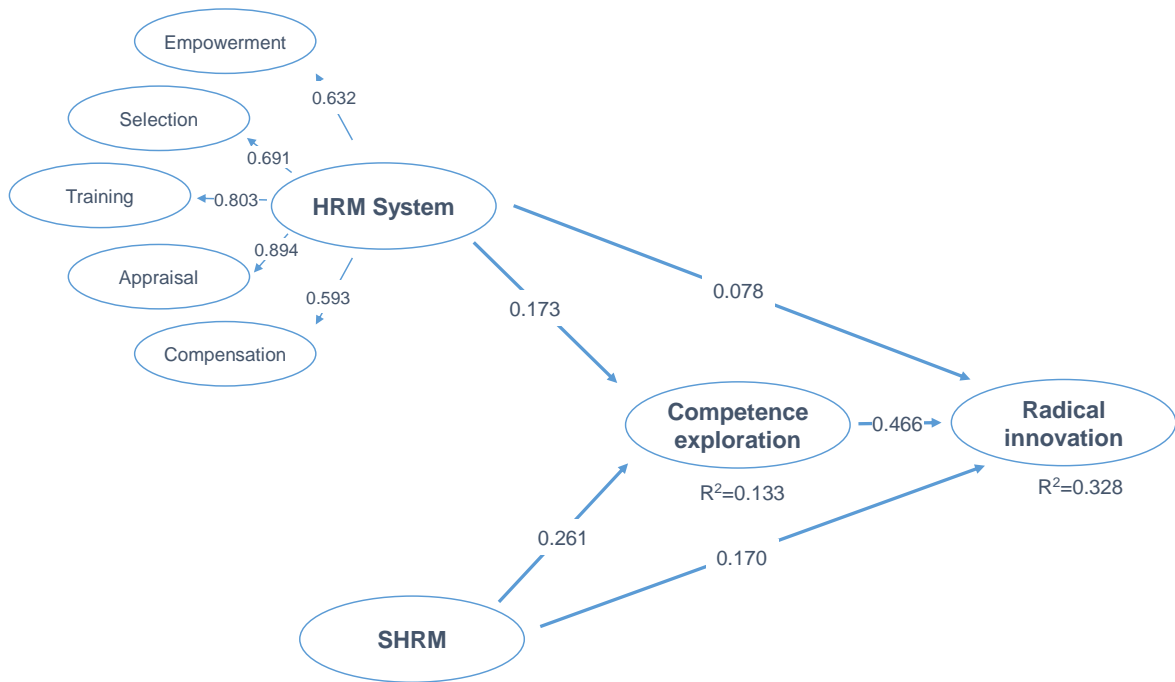 Empowerment
0.632
Selection
0.691
Training
0.803
HRM System
Appraisal
0.894
0.593
Compensation
0.078
0.173
Competence
exploration
0.466
Radical
innovation
R²=0.133
R²=0.328
0.261
0.170
SHRM